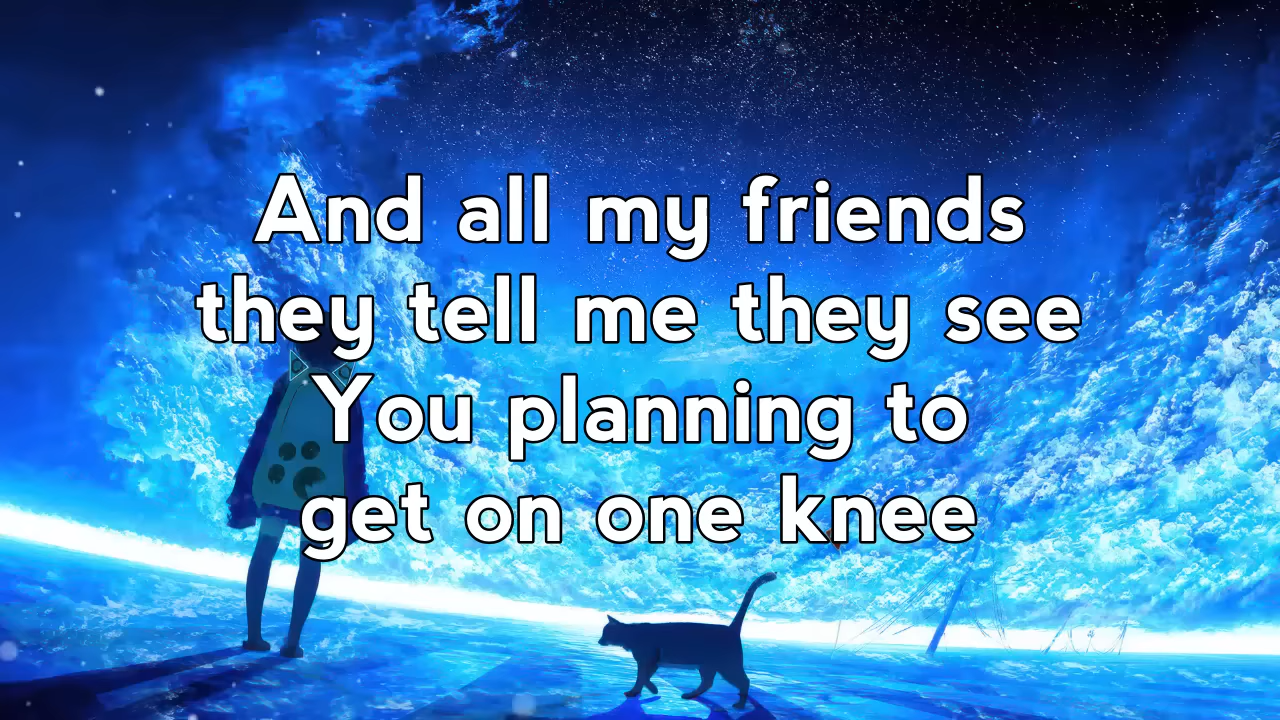 And all my friends
they tell me they see
You planning to
get on one knee